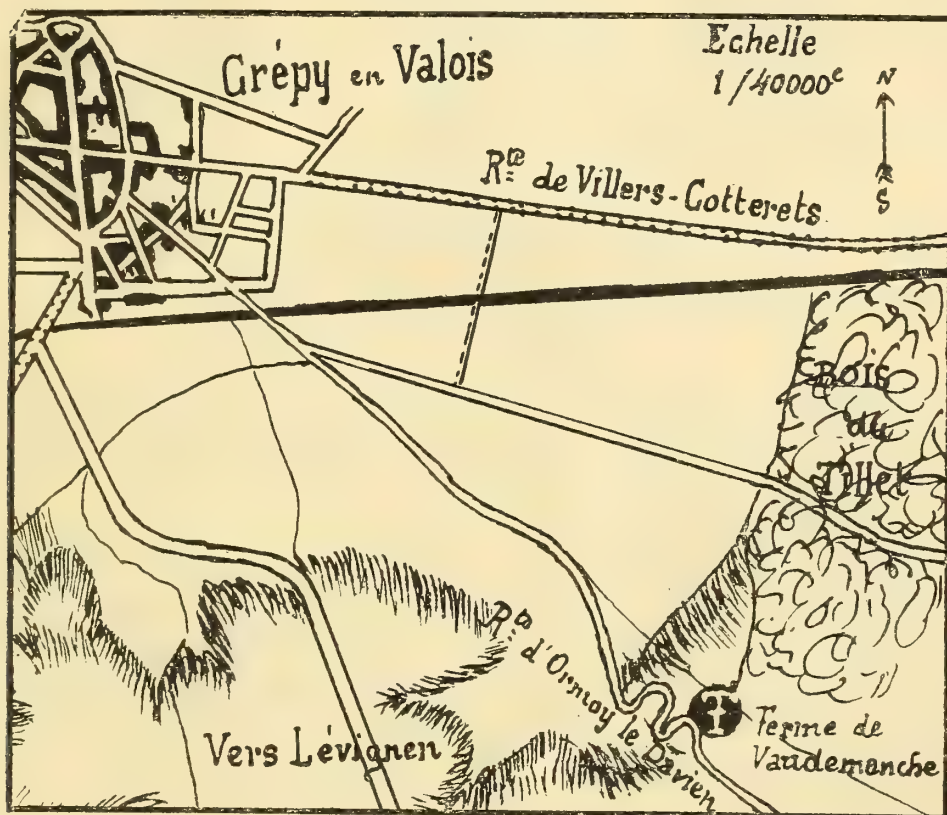 Crépy en Valois
Echelle
1/40000e
N
S
Rte de Villers-Cotterets
BOIS
du
Tillet
Rte d'Ormoy le Davien
Vers Lévignen
Ferme de
Vaudemanche